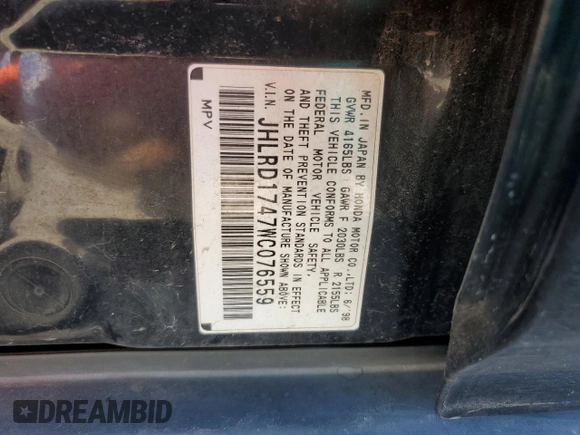 MFD. IN JAPAN BY HONDA MOTOR CO.,LTD: 6/'98
GVWR 4165LBS: GAWR F 2030LBS R 2155LBS
THIS VEHICLE CONFORMS TO ALL APPLICABLE
FEDERAL MOTOR VEHICLE SAFETY,
AND THEFT PREVENTION STANDARDS IN EFFECT
ON THE DATE OF MANUFACTURE SHOWN ABOVE:
V.I.N. JHLRD1747WC076559
MPV
DREAMBID